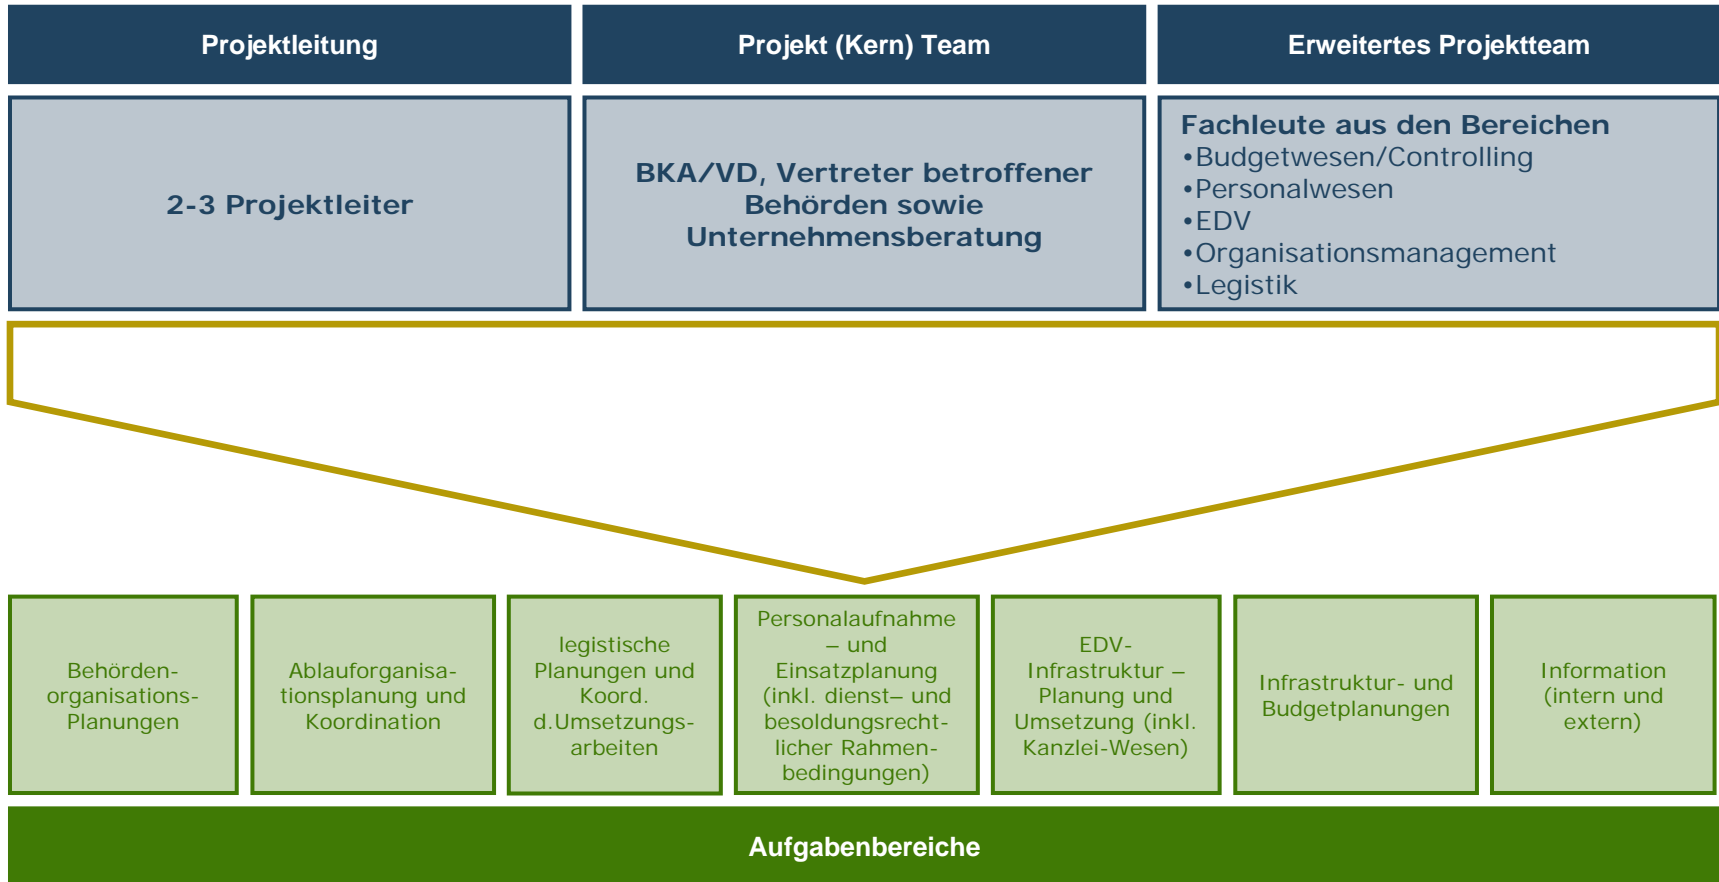 Projektleitung
Projekt (Kern) Team
Erweitertes Projektteam
2-3 Projektleiter
BKA/VD, Vertreter betroffener
Behörden sowie
Unternehmensberatung
Fachleute aus den Bereichen
•Budgetwesen/Controlling
•Personalwesen
•EDV
•Organisationsmanagement
•Legistik
Behörden-
organisations-
Planungen
Ablauforganisa-
tionsplanung und
Koordination
legistische
Planungen und
Koord.
d.Umsetzungs-
arbeiten
Personalaufnahme
– und
Einsatzplanung
(inkl. dienst– und
besoldungsrecht-
licher Rahmen-
bedingungen)
EDV-
Infrastruktur –
Planung und
Umsetzung (inkl.
Kanzlei-Wesen)
Infrastruktur- und
Budgetplanungen
Information
(intern und
extern)
Aufgabenbereiche